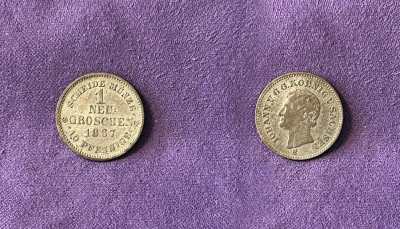 SCHEIDE MÜNZE
1
NEU-
GROSCHEN
1867
10 PFENNIGE
JOHANN V.G.G. KOENIG V. SACHSEN
B